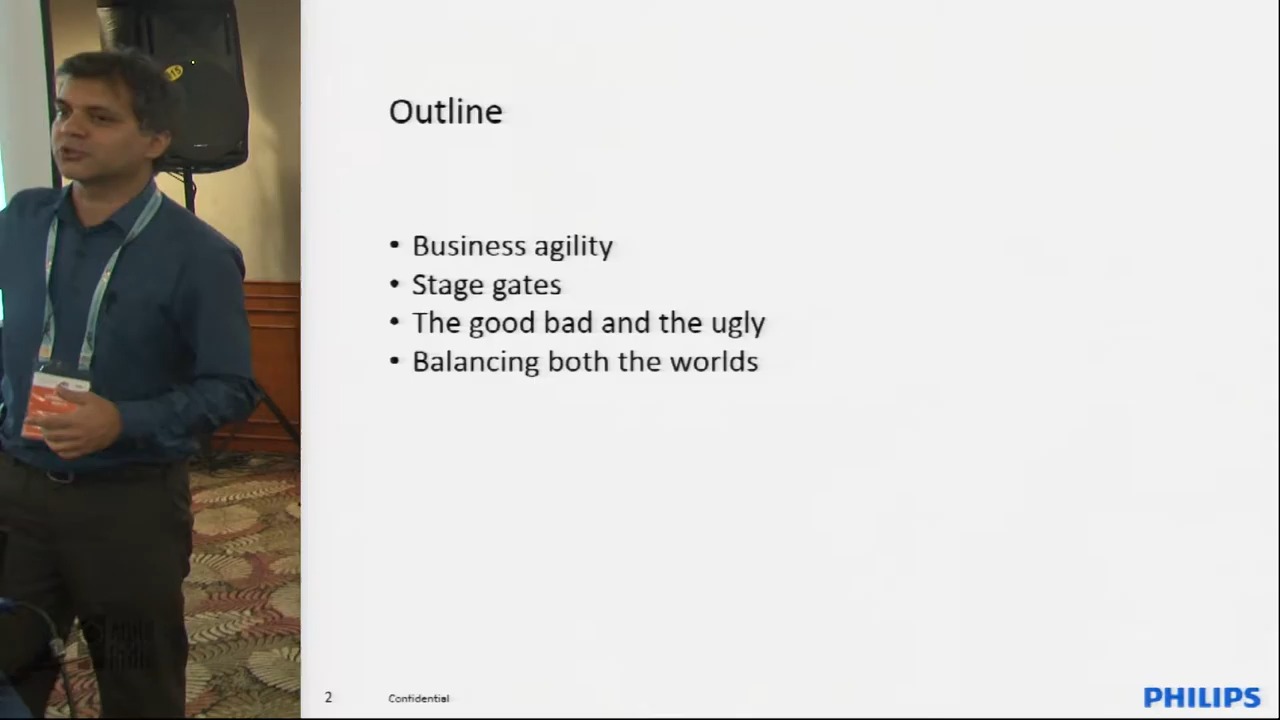 Outline
• Business agility
• Stage gates
• The good bad and the ugly
• Balancing both the worlds
2
Confidential
PHILIPS